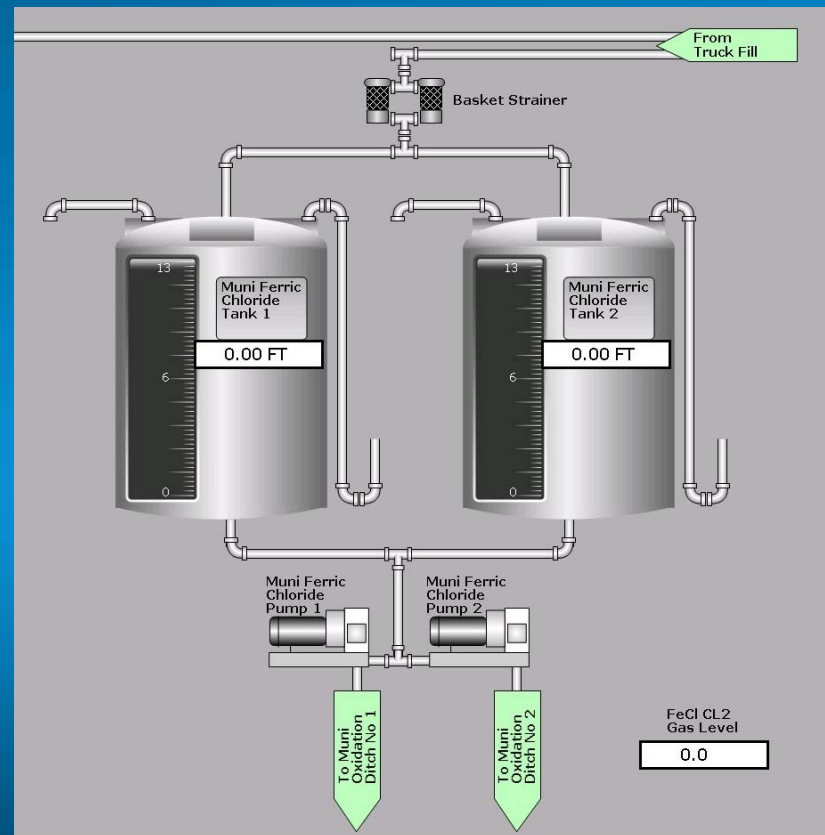 From
Truck Fill
Basket Strainer
13
Muni Ferric
Chloride
Tank 1
0.00 FT
6
0
13
Muni Ferric
Chloride
Tank 2
0.00 FT
6
0
Muni Ferric
Chloride
Pump 1
Muni Ferric
Chloride
Pump 2
To Muni
Oxidation
Ditch No 1
To Muni
Oxidation
Ditch No 2
FeCl CL2
Gas Level
0.0